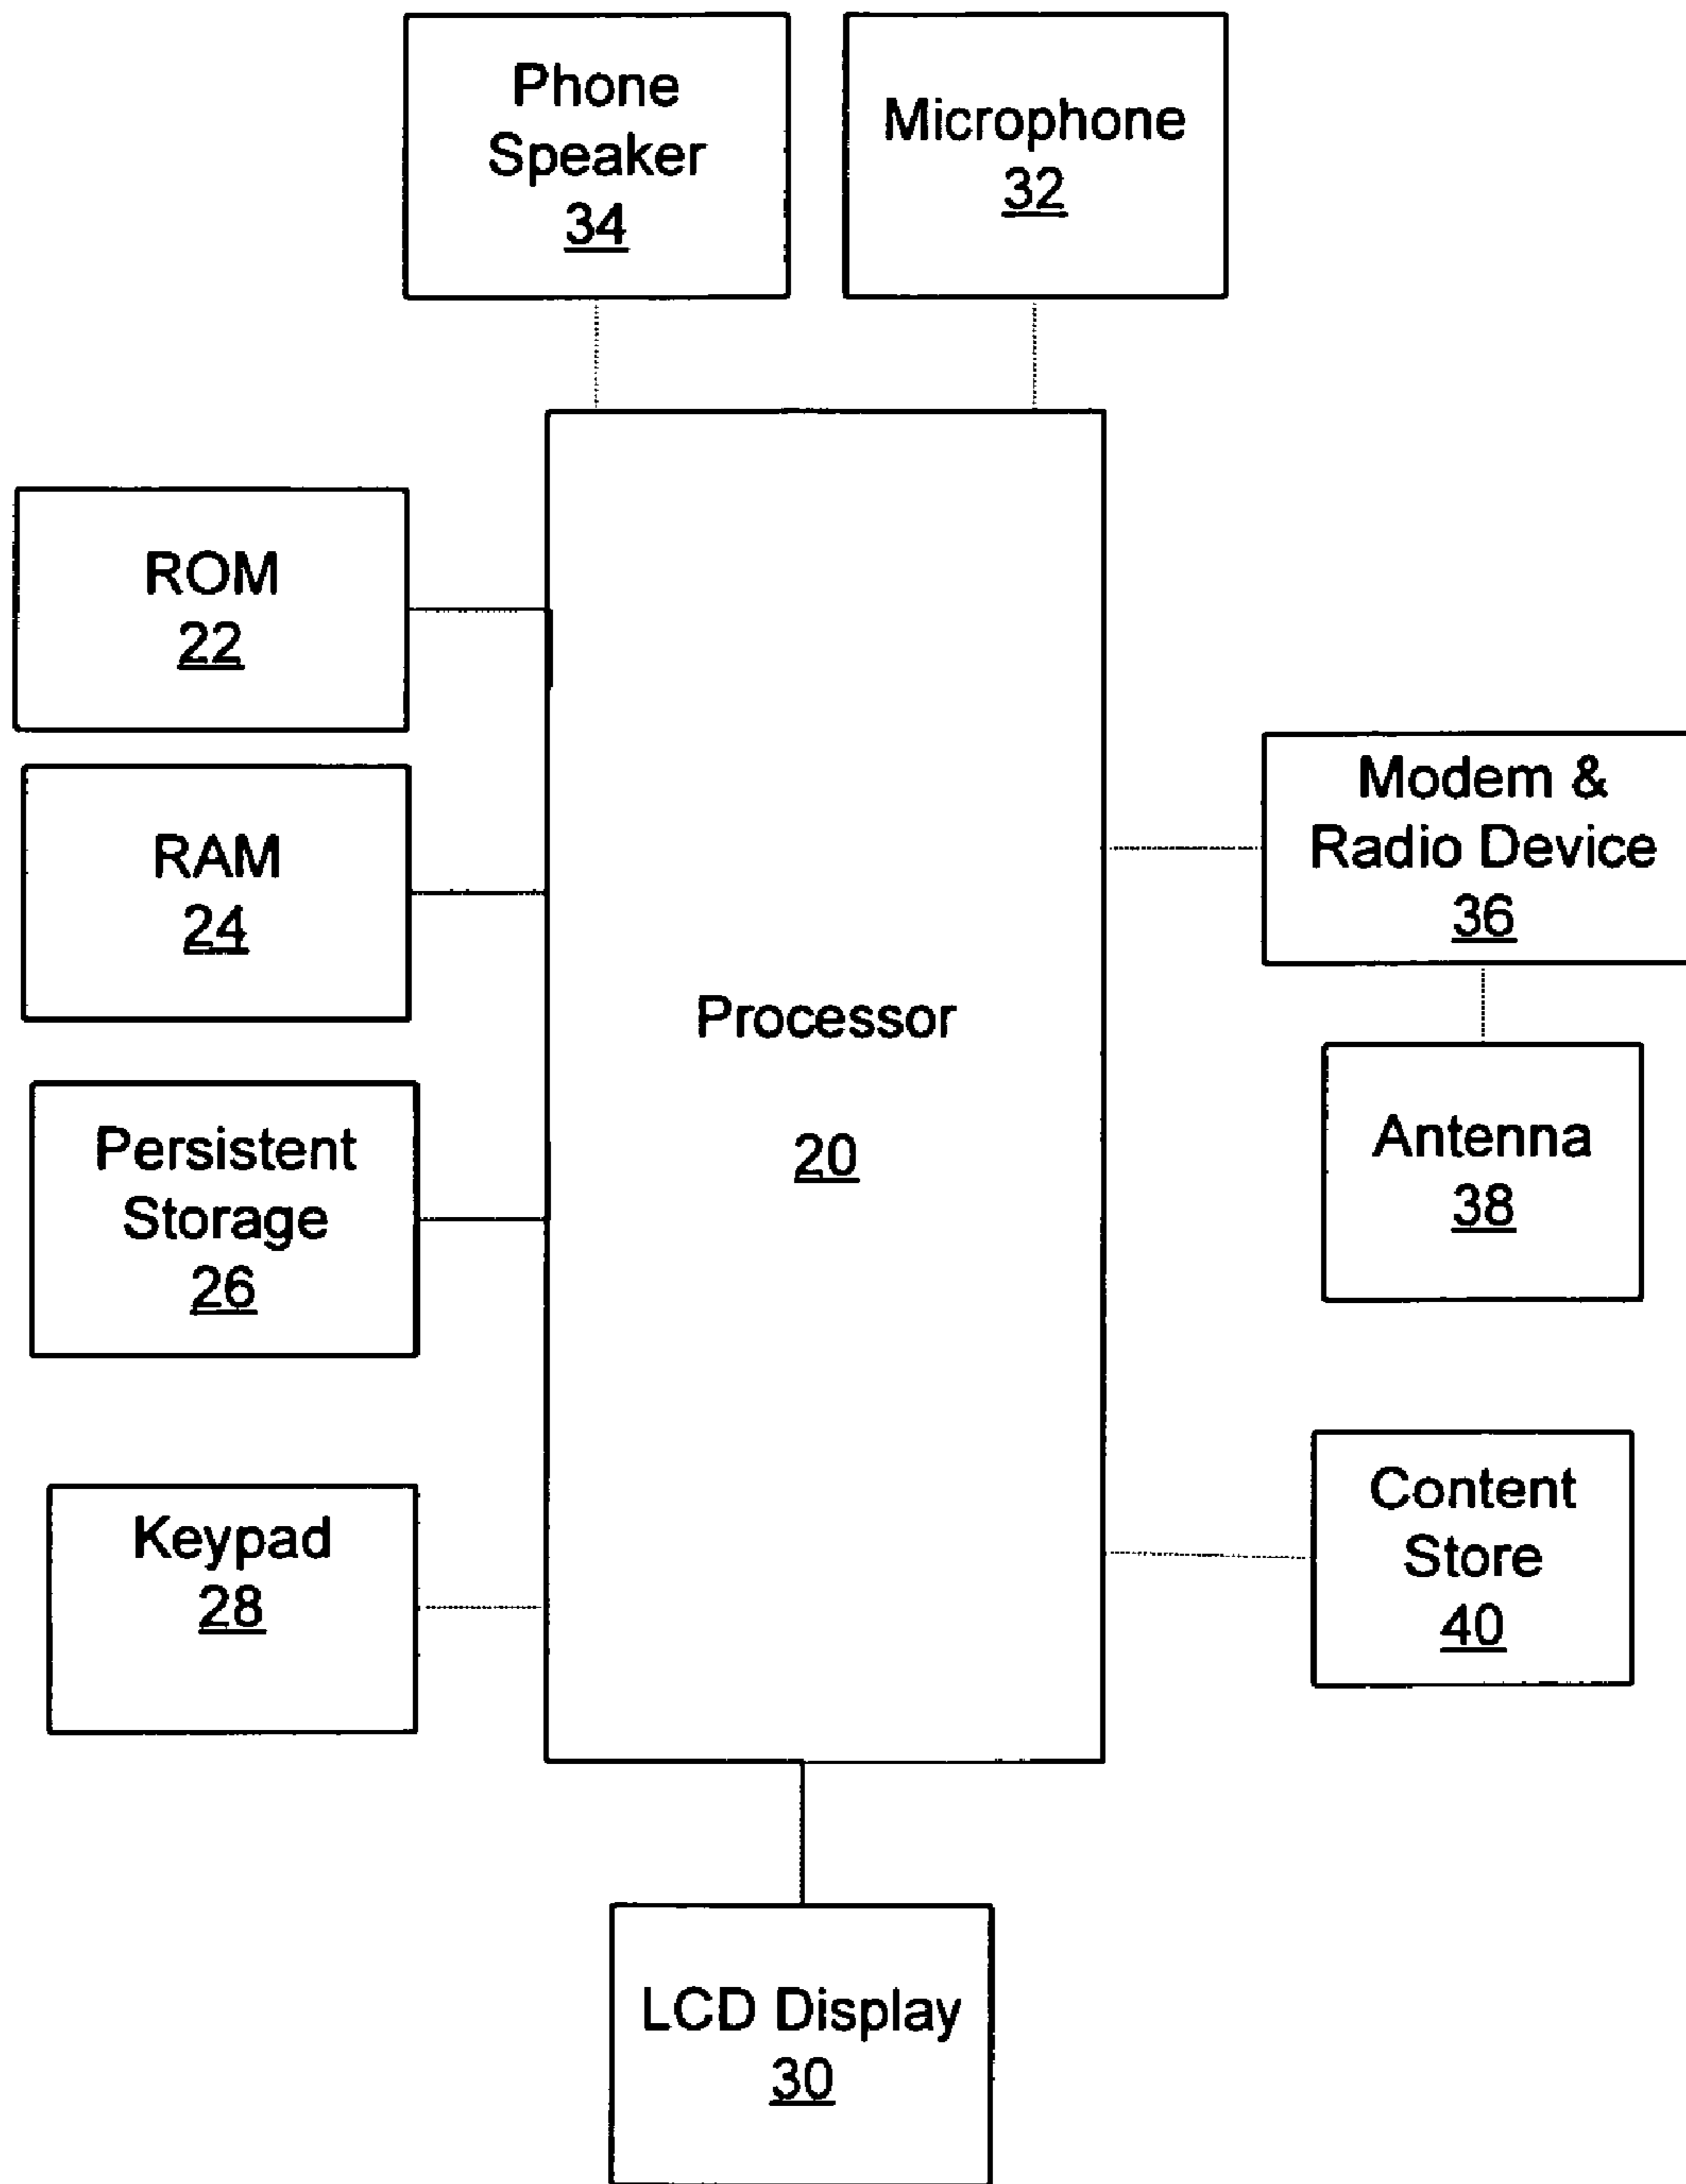 Phone
Speaker
34
Microphone
32
ROM
22
RAM
24
Persistent
Storage
26
Keypad
28
Processor
20
Modem &
Radio Device
36
Antenna
38
Content
Store
40
LCD Display
30